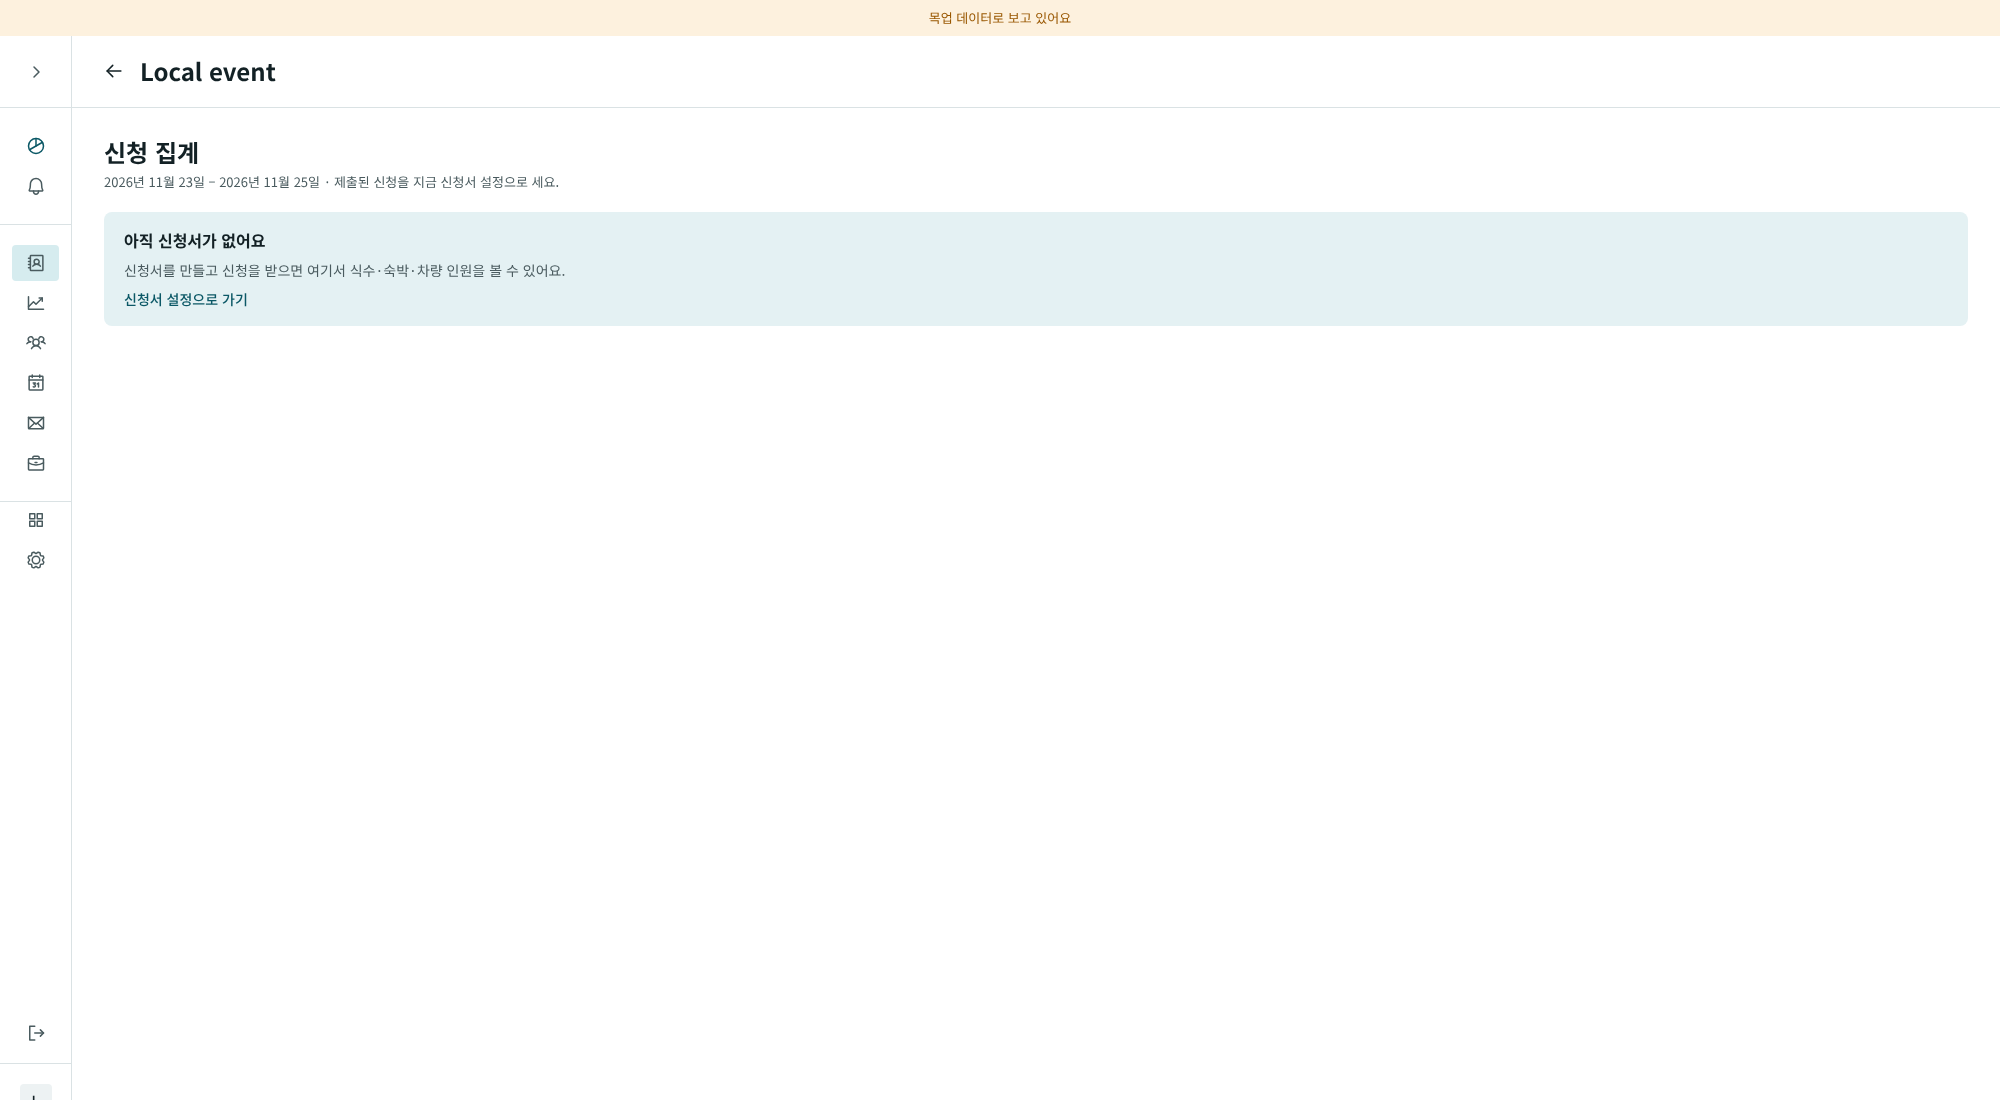 목업 데이터로 보고 있어요
Local event
신청 집계
2026년 11월 23일 – 2026년 11월 25일 · 제출된 신청을 지금 신청서 설정으로 세요.
아직 신청서가 없어요
신청서를 만들고 신청을 받으면 여기서 식수·숙박·차량 인원을 볼 수 있어요.
신청서 설정으로 가기
31